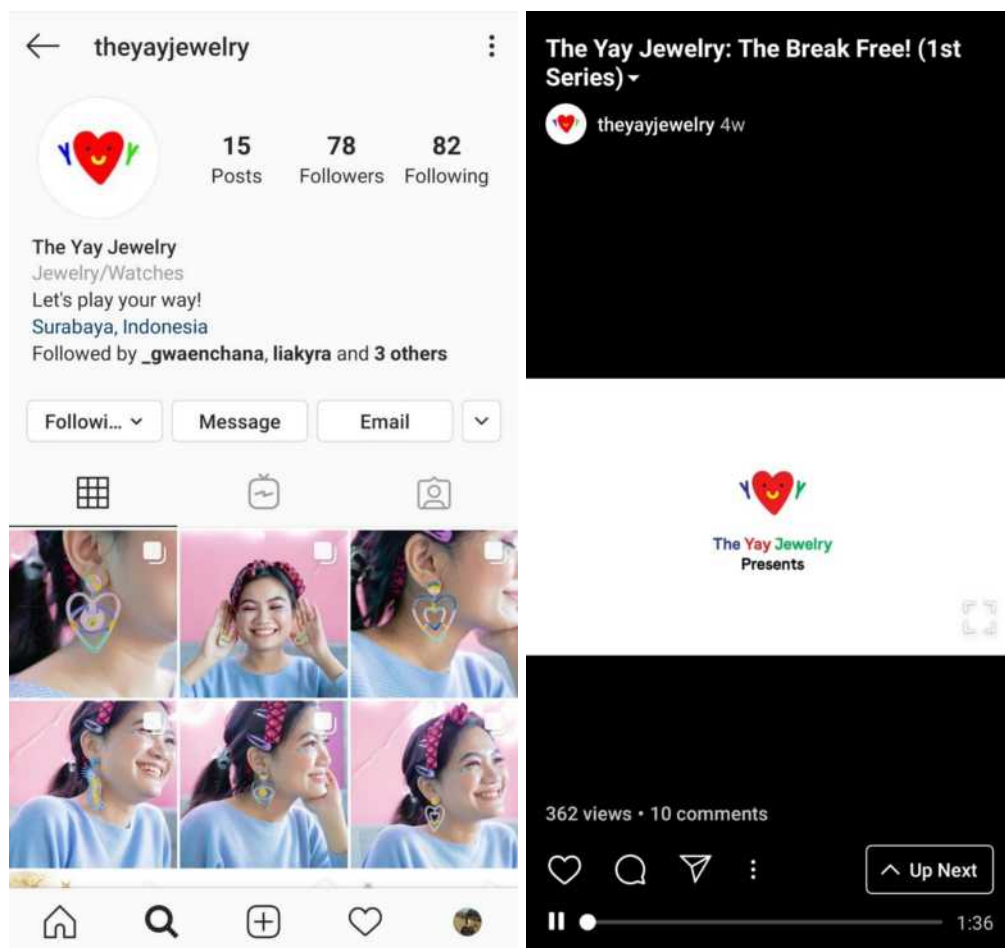 theyayjewelry
15 78 82
Posts Followers Following
The Yay Jewelry
Jewelry/Watches
Let's play your way!
Surabaya, Indonesia
Followed by _gwaenchana, liakyra and 3 others
Followi... Message Email
The Yay Jewelry: The Break Free! (1st
Series)
theyayjewelry 4w
The Yay Jewelry
Presents
362 views • 10 comments
Up Next
1:36